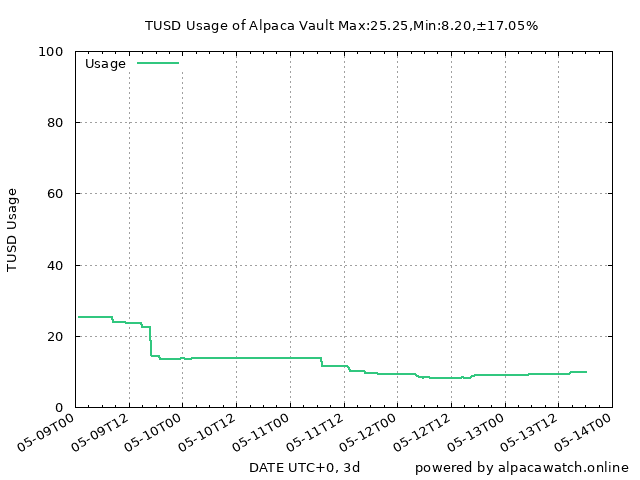 TUSD Usage of Alpaca Vault Max:25.25,Min:8.20,±17.05%
Usage
100
80
60
40
20
0
TUSD Usage
05-09T00
05-09T12
05-10T00
05-10T12
05-11T00
05-11T12
05-12T00
05-12T12
05-13T00
05-13T12
05-14T00
DATE UTC+0, 3d
powered by alpacawatch.online